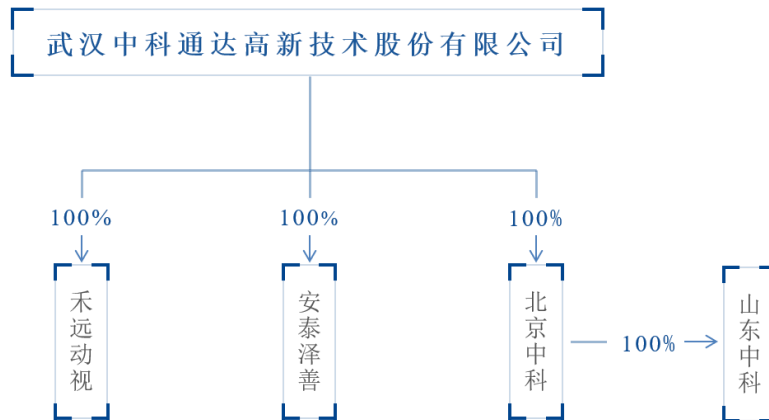 武汉中科通达高新技术股份有限公司
100%
100%
100%
禾远动视
安泰泽善
北京中科
100%
山东中科